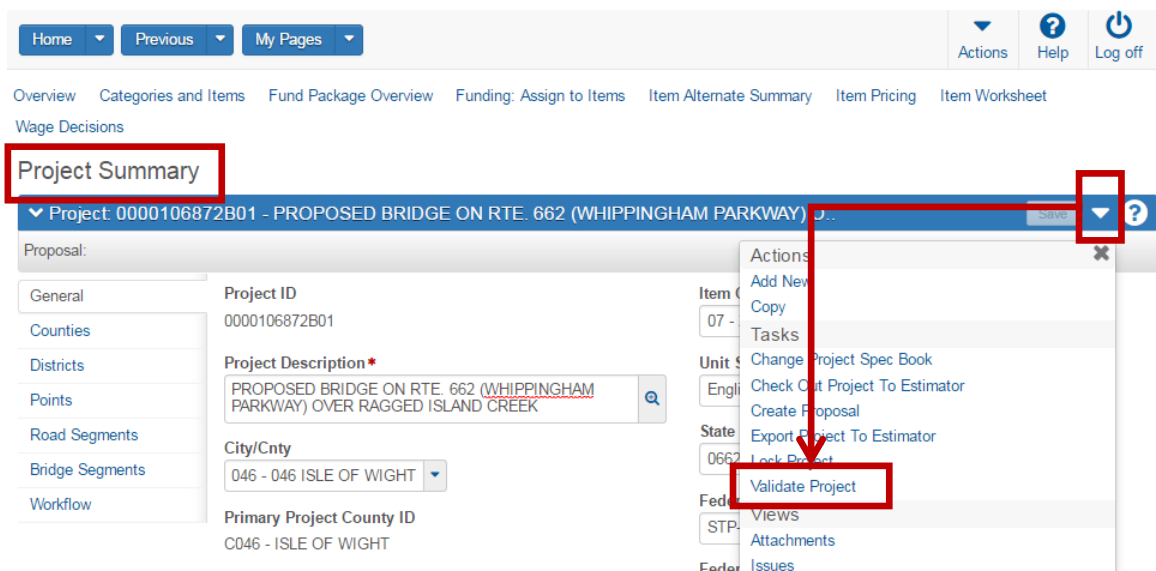 Home Previous My Pages Actions Help Log off
Overview Categories and Items Fund Package Overview Funding: Assign to Items Item Alternate Summary Item Pricing Item Worksheet
Wage Decisions
Project Summary
Project: 0000106872B01 - PROPOSED BRIDGE ON RTE. 662 (WHIPPINGHAM PARKWAY) O.. Save ?
Proposal:
Actions
General
Project ID
Item
Add New
0000106872B01
07 -
Copy
Counties
Tasks
Districts
Project Description*
Unit
Change Project Spec Book
PROPOSED BRIDGE ON RTE. 662 (WHIPPINGHAM
PARKWAY) OVER RAGGED ISLAND CREEK
Engli
Check Out Project To Estimator
Points
Create Proposal
Road Segments
State
Export Project To Estimator
City/Cnty
0662
Lock Project
Bridge Segments
046 - 046 ISLE OF WIGHT
Validate Project
Workflow
Feder
Views
Primary Project County ID
STP-
Attachments
C046 - ISLE OF WIGHT
Feder
Issues